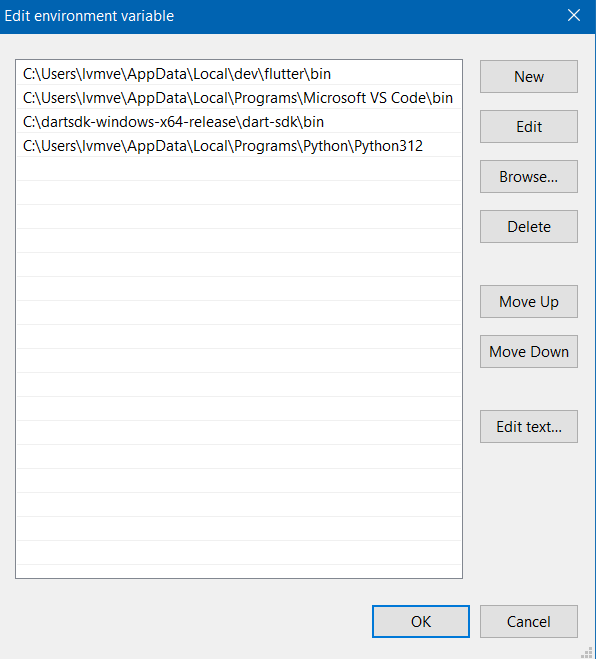 Edit environment variable
C:\Users\lvmve\AppData\Local\dev\flutter\bin
C:\Users\lvmve\AppData\Local\Programs\Microsoft VS Code\bin
C:\dartsdk-windows-x64-release\dart-sdk\bin
C:\Users\lvmve\AppData\Local\Programs\Python\Python312
New
Edit
Browse...
Delete
Move Up
Move Down
Edit text...
OK
Cancel